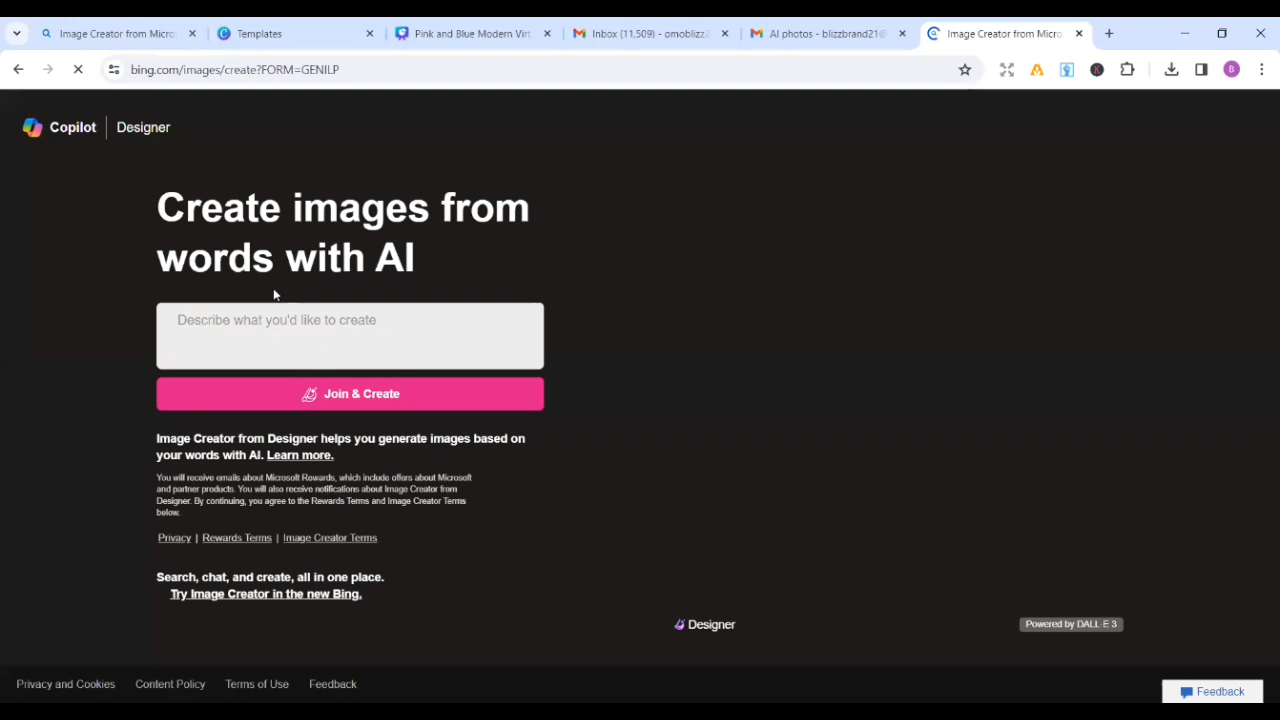 Image Creator from Micros
Templates
Pink and Blue Modern Virt
Inbox (11,509) - omoblizz2
AI photos - blizzbrand21@
Image Creator from Micro
bing.com/images/create?FORM=GENILP
B
Copilot
Designer
Create images from
words with AI
Describe what you'd like to create
Join & Create
Image Creator from Designer helps you generate images based on
your words with AI. Learn more.
You will receive emails about Microsoft Rewards, which include offers about Microsoft
and partner products. You will also receive notifications about Image Creator from
Designer. By continuing, you agree to the Rewards Terms and Image Creator Terms
below.
Privacy | Rewards Terms | Image Creator Terms
Search, chat, and create, all in one place.
Try Image Creator in the new Bing.
Designer
Powered by DALL·E 3
Privacy and Cookies
Content Policy
Terms of Use
Feedback
Feedback